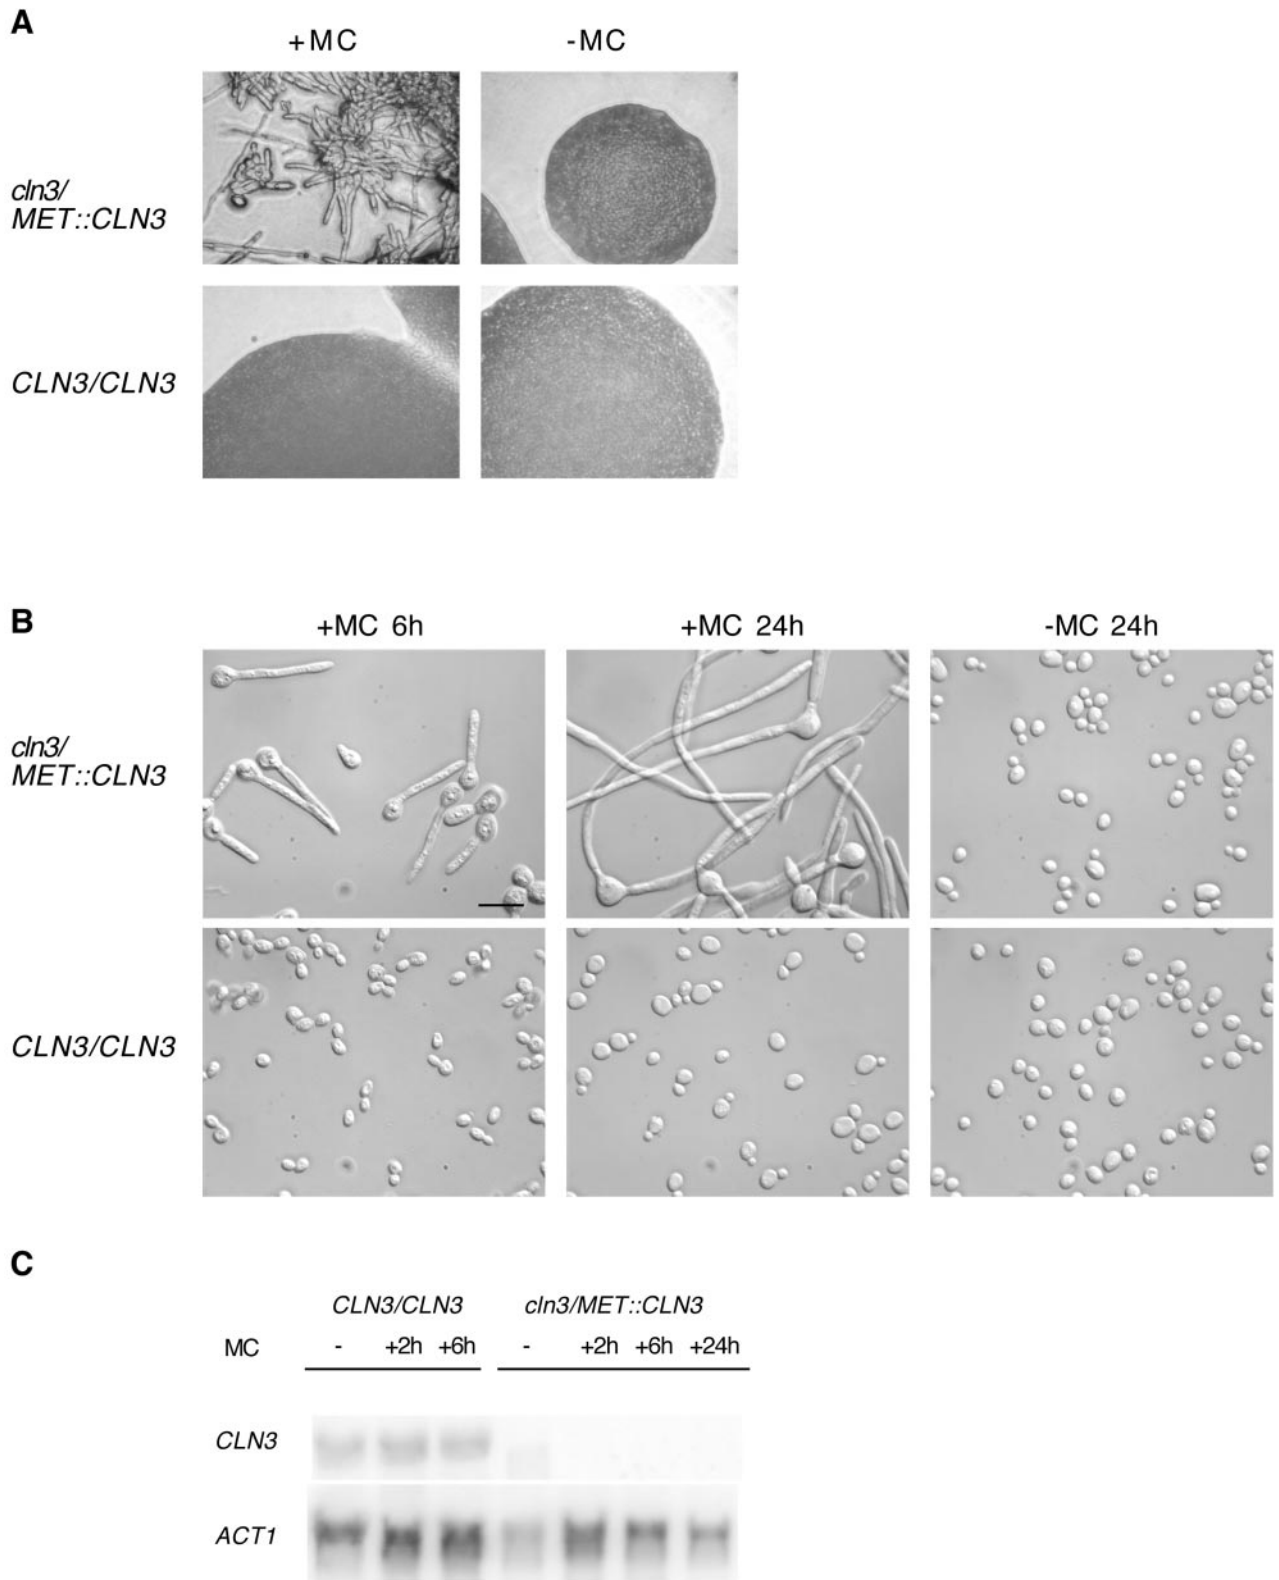 A
+MC -MC
cln3/
MET::CLN3
CLN3/CLN3
B
+MC 6h +MC 24h -MC 24h
cln3/
MET::CLN3
CLN3/CLN3
C
CLN3/CLN3 cln3/MET::CLN3
MC - +2h +6h - +2h +6h +24h
CLN3
ACT1